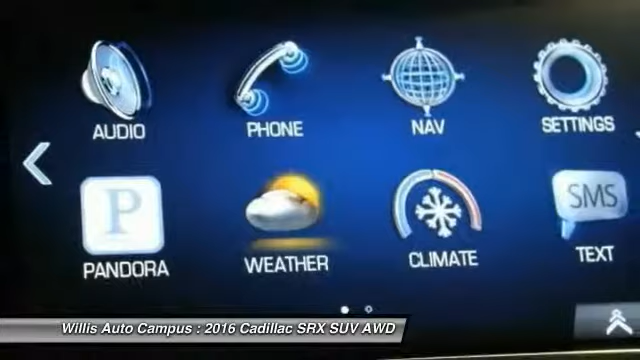 AUDIO
PHONE
NAV
SETTINGS
P
SMS
PANDORA
WEATHER
CLIMATE
TEXT
Willis Auto Campus : 2016 Cadillac SRX SUV AWD